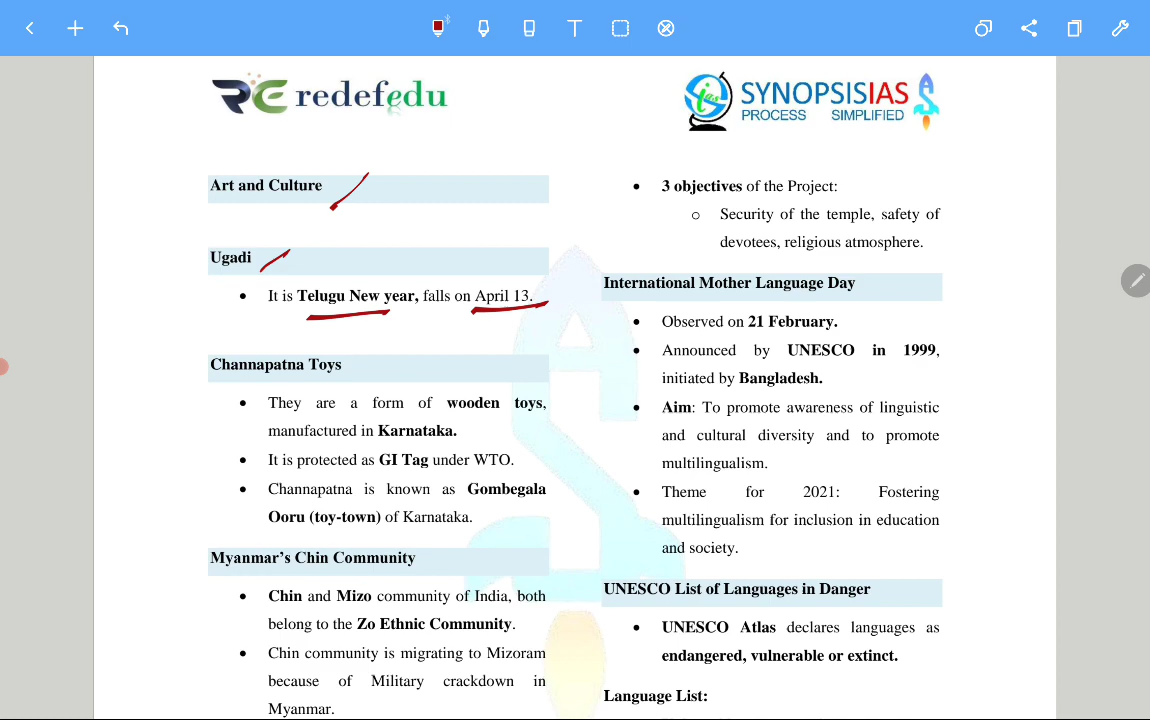 redefedu
SYNOPSISIAS
PROCESS SIMPLIFIED
Art and Culture
Ugadi
• It is Telugu New year, falls on April 13.
Channapatna Toys
• They are a form of wooden toys,
manufactured in Karnataka.
• It is protected as GI Tag under WTO.
• Channapatna is known as Gombegala
Ooru (toy-town) of Karnataka.
Myanmar’s Chin Community
• Chin and Mizo community of India, both
belong to the Zo Ethnic Community.
• Chin community is migrating to Mizoram
because of Military crackdown in
Myanmar.
• 3 objectives of the Project:
o Security of the temple, safety of
devotees, religious atmosphere.
International Mother Language Day
• Observed on 21 February.
• Announced by UNESCO in 1999,
initiated by Bangladesh.
• Aim: To promote awareness of linguistic
and cultural diversity and to promote
multilingualism.
• Theme for 2021: Fostering
multilingualism for inclusion in education
and society.
UNESCO List of Languages in Danger
• UNESCO Atlas declares languages as
endangered, vulnerable or extinct.
Language List: